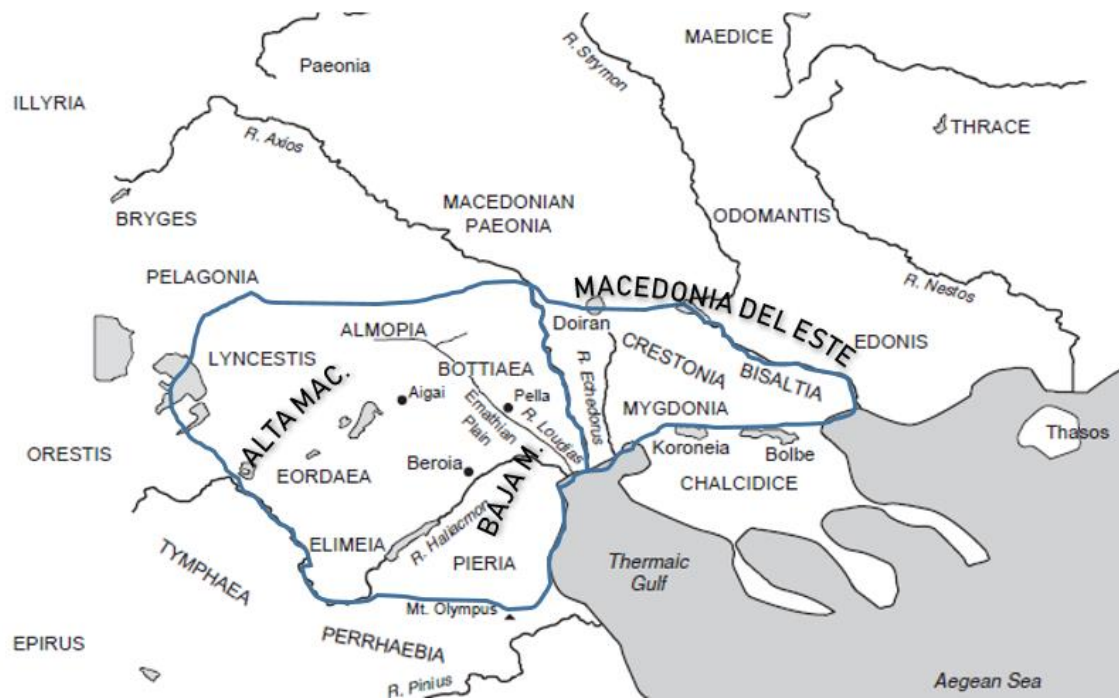 MAEDICE
R. Strymon
Paeonia
ILLYRIA
THRACE
R. Axios
MACEDONIAN
PAEONIA
BRYGES
ODOMANTIS
PELAGONIA
R. Nestos
MACEDONIA DEL ESTE
Doiran
ALMOPIA
EDONIS
LYNCESTIS
BOTTIAEA
CRESTONIA
BISALTIA
R. Echedorus
ALTA MAC.
Aigai
Pella
MYGDONIA
Emathian
Plain
R. Loudias
Thasos
ORESTIS
Koroneia
Bolbe
EORDAEA
Beroia
BAJA M.
CHALCIDICE
ELIMEIA
R. Haliacmon
PIERIA
TYMPHAEA
Thermaic
Gulf
Mt. Olympus
EPIRUS
PERRHAEBIA
R. Pinius
Aegean Sea